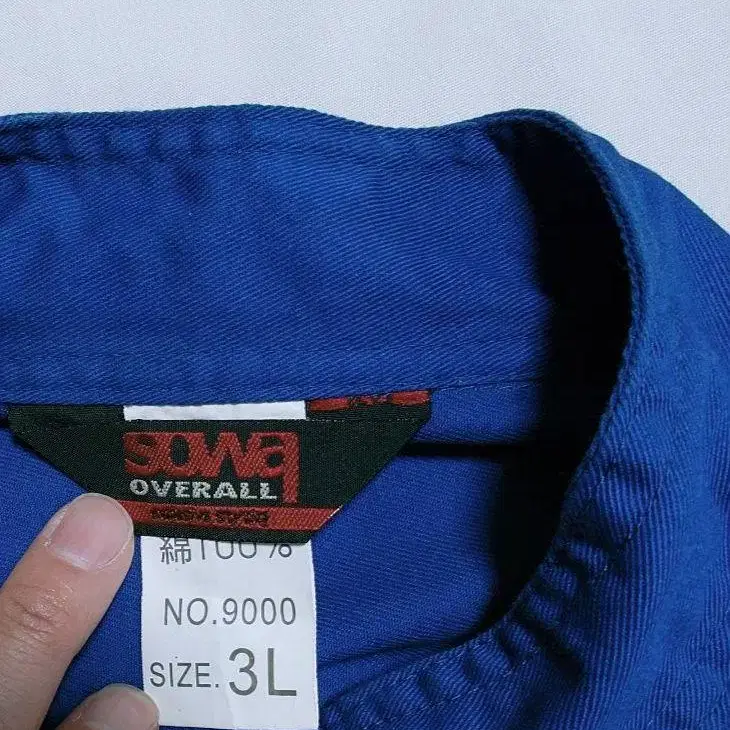 sowa
OVERALL
綿100%
NO.9000
SIZE. 3L